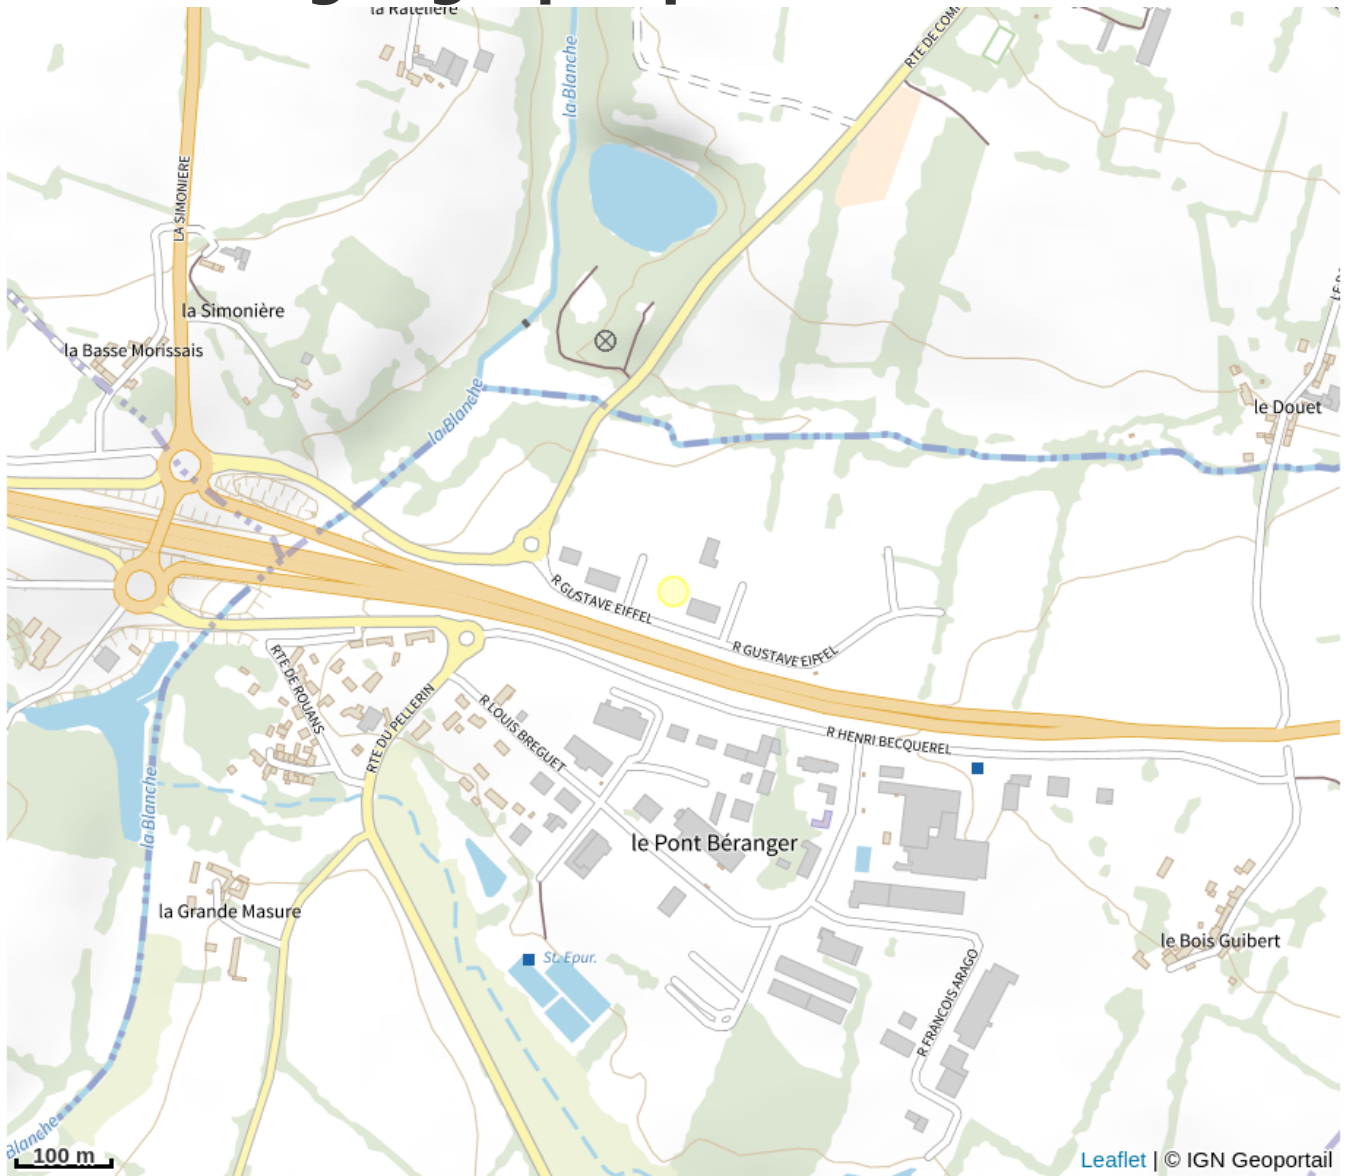 la Ratelière
la Blanche
RTE DE COM
LA SIMONIERE
la Simonière
la Basse Morissais
la Blanche
le Douet
R GUSTAVE EIFFEL
R GUSTAVE EIFFEL
RTE DE ROUANS
RTE DU PELLERIN
R LOUIS BREGUET
R HENRI BECQUEREL
la Blanche
le Pont Béranger
la Grande Masure
le Bois Guibert
St. Epur.
R FRANCOIS ARAGO
Blanche
100 m
Leaflet | © IGN Geoportail